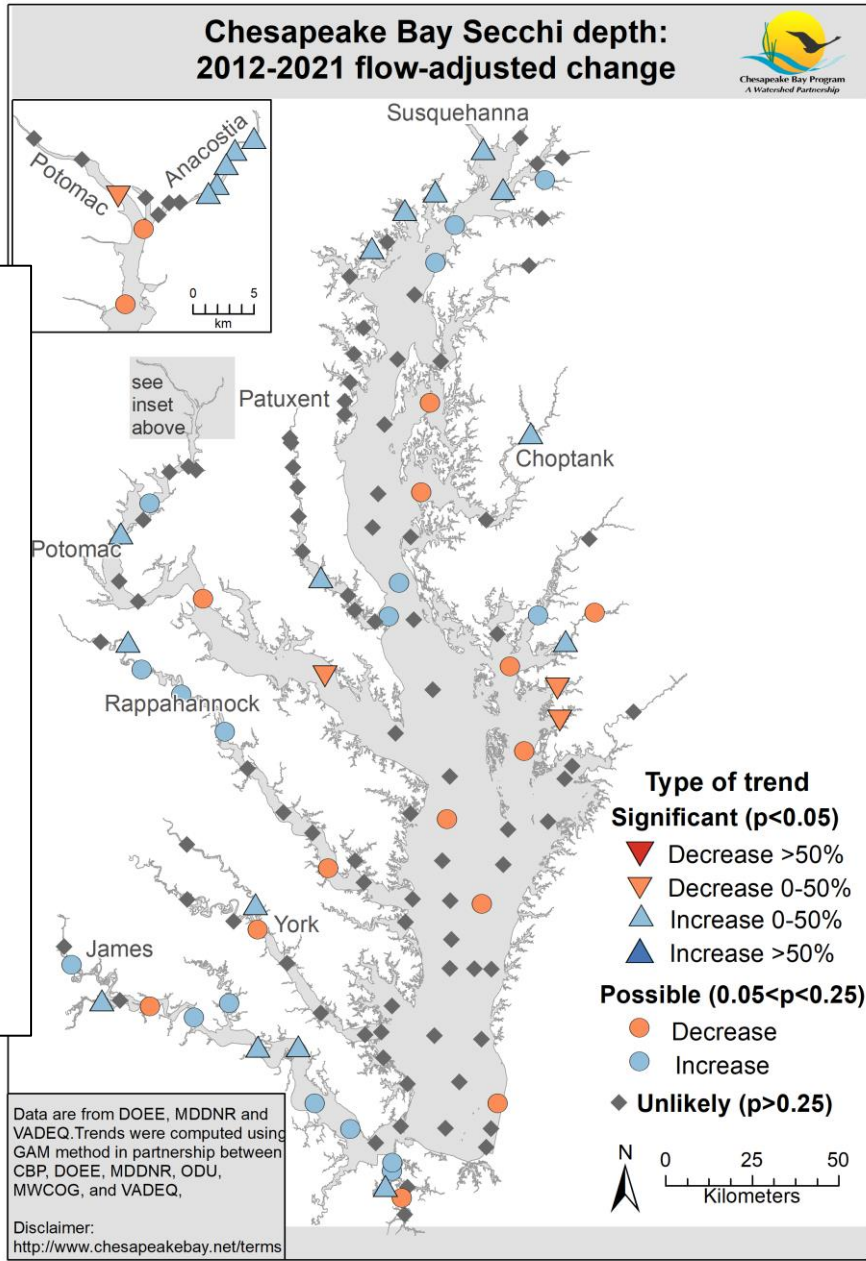 Chesapeake Bay Secchi depth:
2012-2021 flow-adjusted change
Chesapeake Bay Program
A Watershed Partnership
Susquehanna
Potomac
Anacostia
0 5
km
see
inset
above
Patuxent
Choptank
Potomac
Rappahannock
York
James
Type of trend
Significant (p<0.05)
Decrease >50%
Decrease 0-50%
Increase 0-50%
Increase >50%
Possible (0.05<p<0.25)
Decrease
Increase
Unlikely (p>0.25)
N
0 25 50
Kilometers
Data are from DOEE, MDDNR and
VADEQ.Trends were computed using
GAM method in partnership between
CBP, DOEE, MDDNR, ODU,
MWCOG, and VADEQ,
Disclaimer:
http://www.chesapeakebay.net/terms